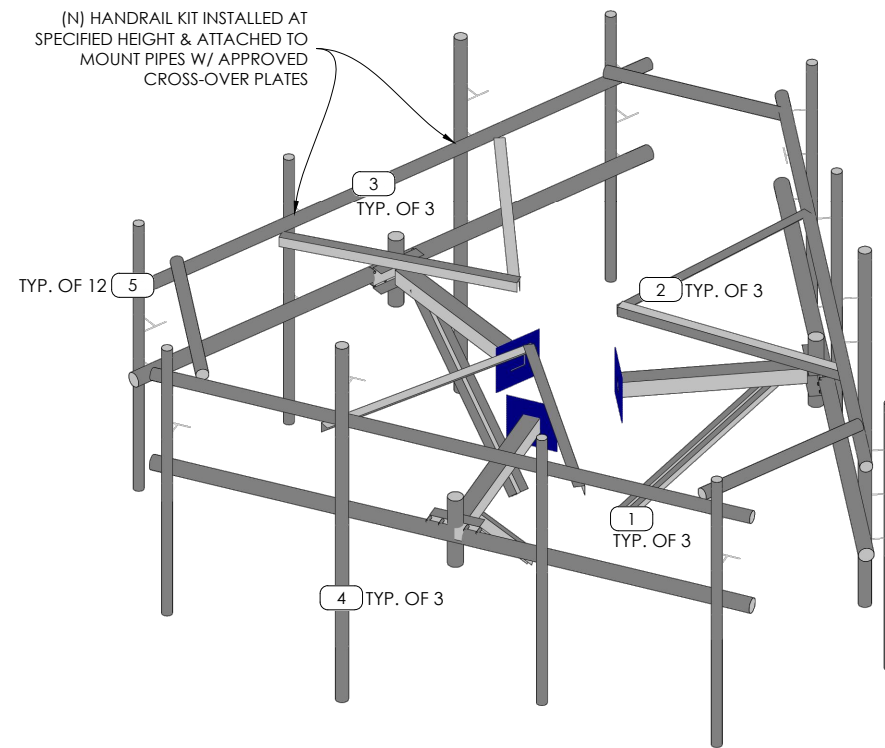 (N) HANDRAIL KIT INSTALLED AT
SPECIFIED HEIGHT & ATTACHED TO
MOUNT PIPES W/ APPROVED
CROSS-OVER PLATES
3
TYP. OF 3
TYP. OF 12 5
2 TYP. OF 3
1
TYP. OF 3
4 TYP. OF 3